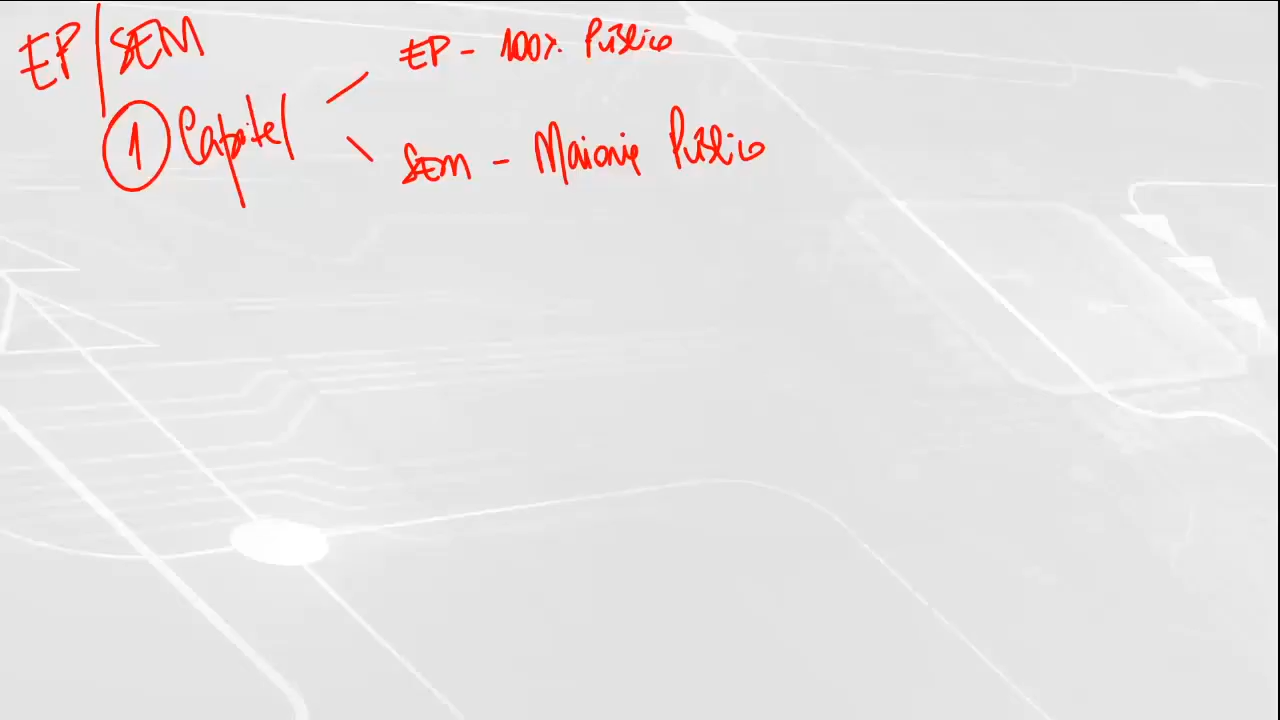 EP/SEM
① Capital
EP - 100% Público
SEM - Maioria Público